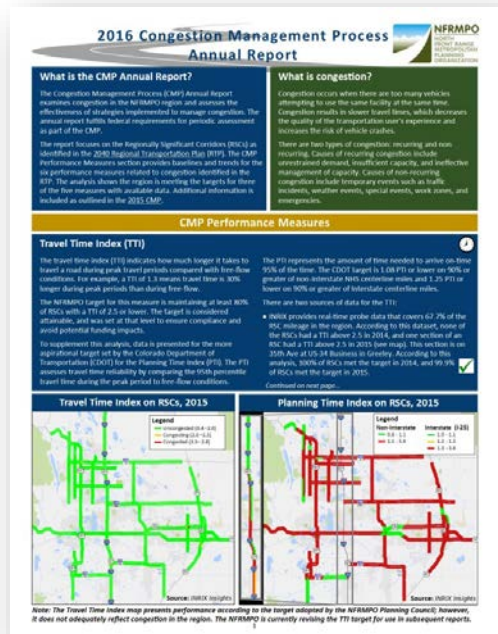 2016 Congestion Management Process
Annual Report
NFRMPO
NORTH
FRONT RANGE
METROPOLITAN
PLANNING
ORGANIZATION
What is the CMP Annual Report?
The Congestion Management Process (CMP) Annual Report
examines congestion in the NFRMPO region and assesses the
effectiveness of strategies implemented to manage congestion. The
annual report fulfills federal requirements for periodic assessment
as part of the CMP.
The report focuses on the Regionally Significant Corridors (RSCs) as
identified in the 2040 Regional Transportation Plan (RTP). The CMP
Performance Measures section provides baselines and trends for the
six performance measures related to congestion identified in the
RTP. The analysis shows the region is meeting the targets for three
of the five measures with available data. Additional information is
included as outlined in the 2015 CMP.
What is congestion?
Congestion occurs when there are too many vehicles
attempting to use the same facility at the same time.
Congestion results in slower travel times, which decreases
the quality of the transportation user's experience and
increases the risk of vehicle crashes.
There are two types of congestion: recurring and non-
recurring. Causes of recurring congestion include
unrestrained demand, insufficient capacity, and ineffective
management of capacity. Causes of non-recurring
congestion include temporary events such as traffic
incidents, weather events, special events, work zones, and
emergencies.
CMP Performance Measures
Travel Time Index (TTI)
The travel time index (TTI) indicates how much longer it takes to
travel a road during peak travel periods compared with free-flow
conditions. For example, a TTI of 1.3 means travel time is 30%
longer during peak periods than during free-flow.
The NFRMPO target for this measure is maintaining at least 80%
of RSCs with a TTI of 2.5 or lower. The target is considered
attainable, and was set at that level to ensure compliance and
avoid potential funding impacts.
To supplement this analysis, data is presented for the more
aspirational target set by the Colorado Department of
Transportation (CDOT) for the Planning Time Index (PTI). The PTI
assesses travel time reliability by comparing the 95th percentile
travel time during the peak period to free-flow conditions.
The PTI represents the amount of time needed to arrive on-time
95% of the time. The CDOT target is 1.08 PTI or lower on 90% or
greater of non-interstate NHS centerline miles and 1.25 PTI or
lower on 90% or greater of Interstate centerline miles.
There are two sources of data for the TTI:
• INRIX provides real-time probe data that covers 67.7% of the
RSC mileage in the region. According to this dataset, none
of the RSCs had a TTI above 2.5 in 2014, and one section of an
RSC had a TTI above 2.5 in 2015 (see map). This section is on
35th Ave at US-34 Business in Greeley. According to this
analysis, 100% of RSCs met the target in 2014, and 99.9%
of RSCs met the target in 2015.
Continued on next page...
Travel Time Index on RSCs, 2015
Legend
Source: INRIX Insights
Planning Time Index on RSCs, 2015
Legend
Non-Interstate
Interstate (I-25)
Source: INRIX Insights
Note: The Travel Time Index map presents performance according to the target adopted by the NFRMPO Planning Council; however,
it does not adequately reflect congestion in the region. The NFRMPO is currently revising the TTI target for use in subsequent reports.